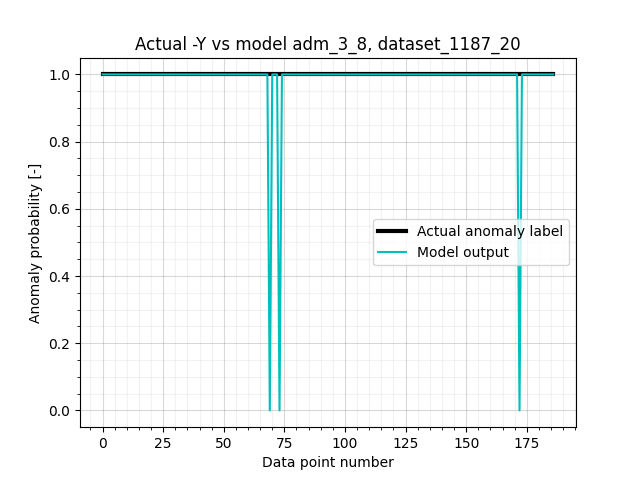 Actual -Y vs model adm_3_8, dataset_1187_20
1.0
0.8
0.6
0.4
0.2
0.0
Anomaly probability [-]
Actual anomaly label
Model output
0 25 50 75 100 125 150 175
Data point number